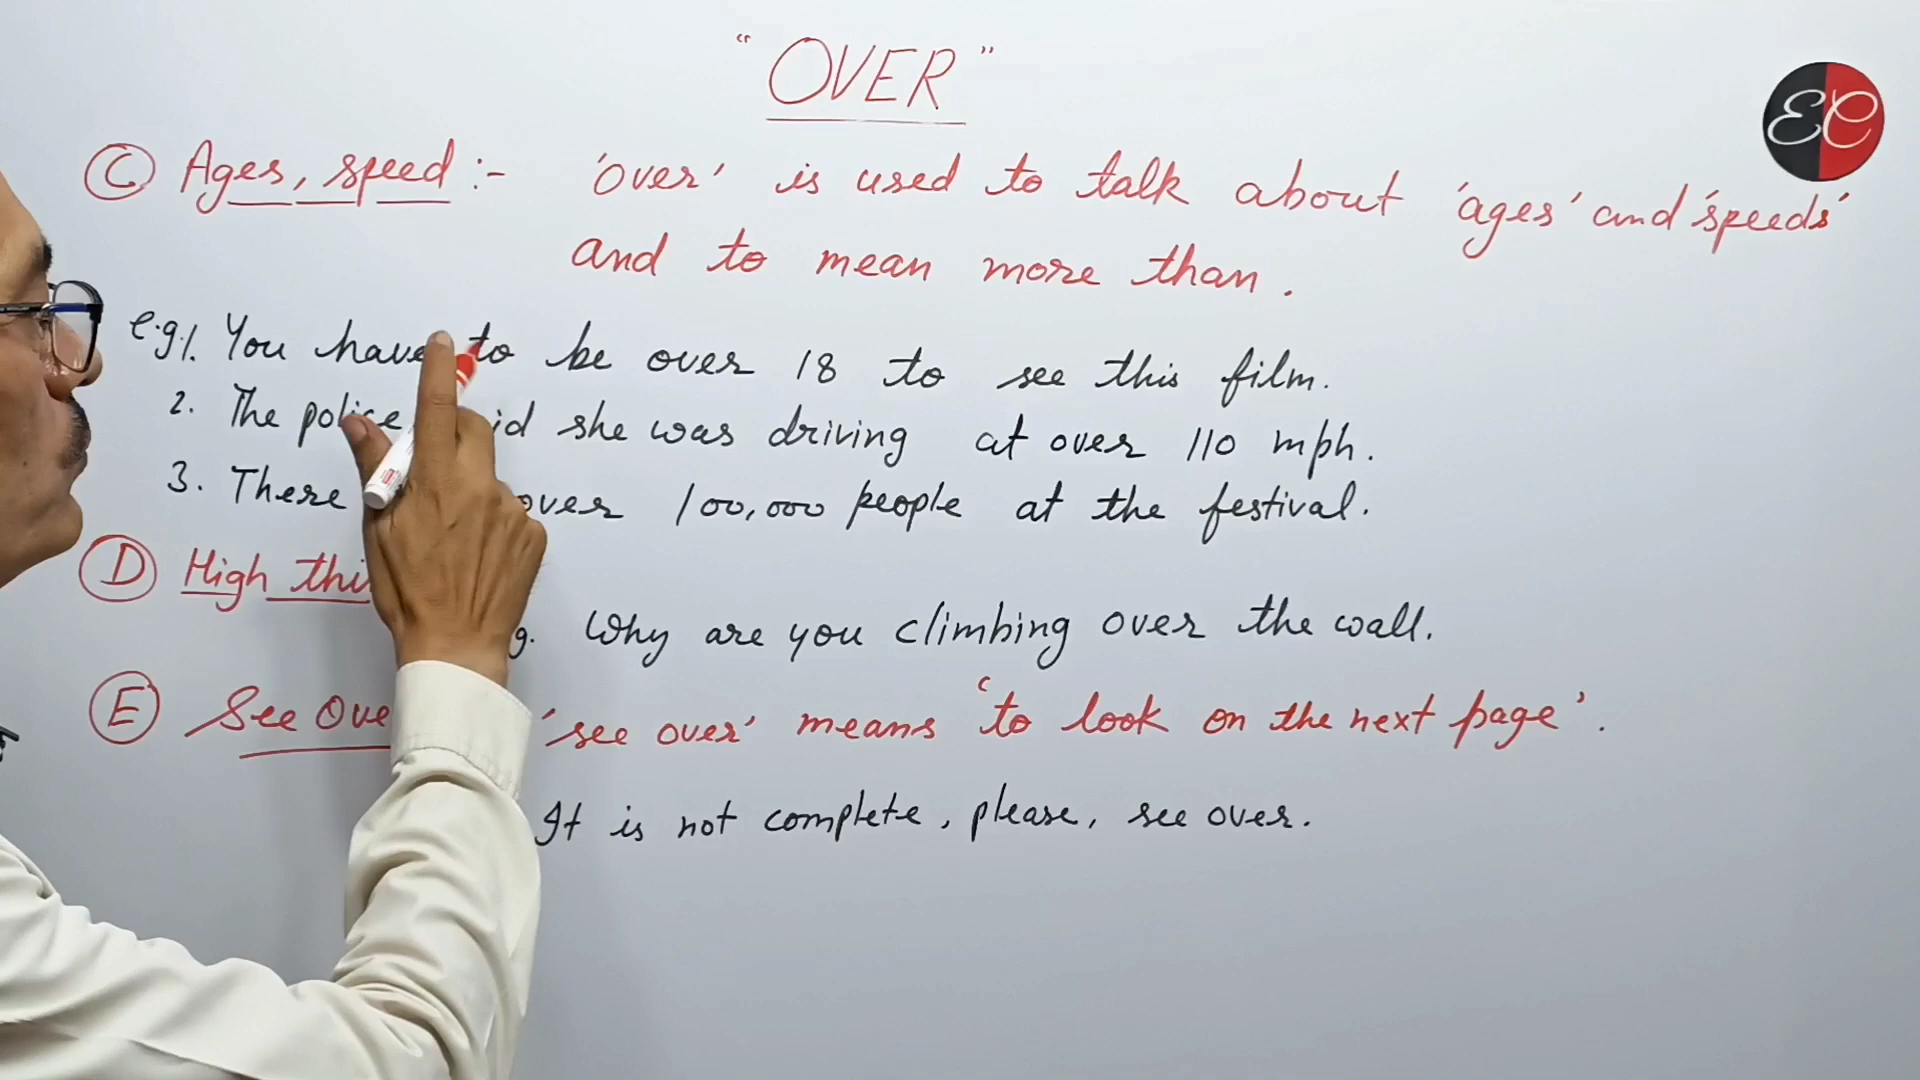 "OVER"
EC
C Ages, speed :- 'over' is used to talk about 'ages' and 'speeds'
and to mean more than.
e.g. 1. You have to be over 18 to see this film.
2. The police she was driving at over 110 mph.
3. There over 100,000 people at the festival.
D High
g. Why are you climbing over the wall.
E See 'see over' means 'to look on the next page'.
It is not complete, please, see over.